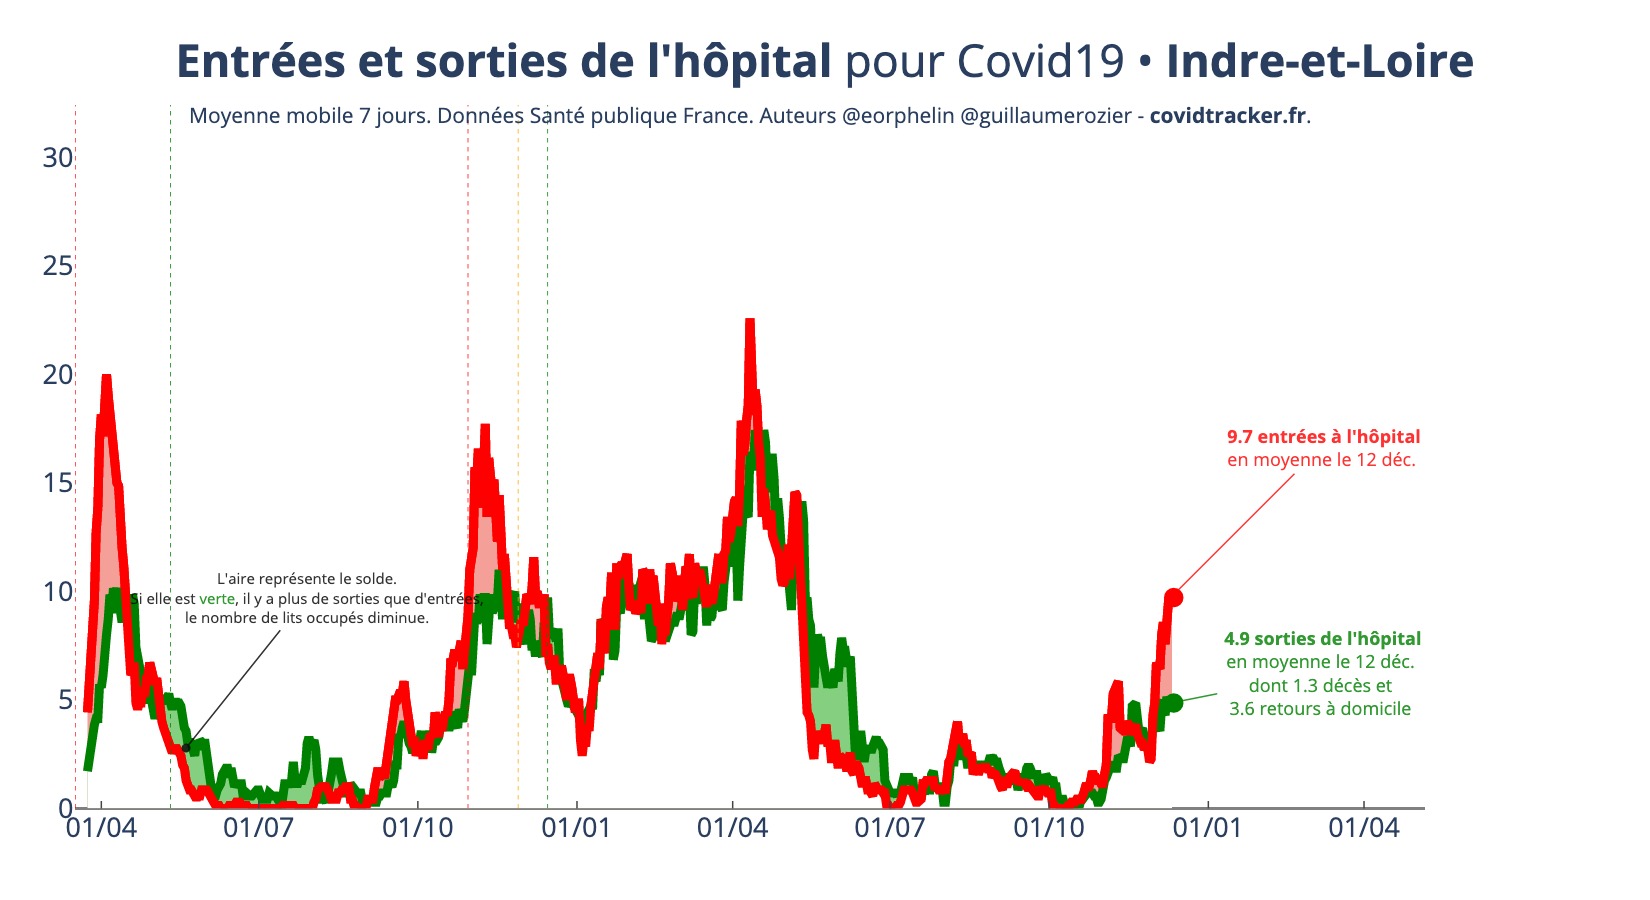 Entrées et sorties de l'hôpital pour Covid19 • Indre-et-Loire
Moyenne mobile 7 jours. Données Santé publique France. Auteurs @eorphelin @guillaumerozier - covidtracker.fr.
30
25
20
15
10
5
0
L'aire représente le solde.
Si elle est verte, il y a plus de sorties que d'entrées,
le nombre de lits occupés diminue.
9.7 entrées à l'hôpital
en moyenne le 12 déc.
4.9 sorties de l'hôpital
en moyenne le 12 déc.
dont 1.3 décès et
3.6 retours à domicile
01/04 01/07 01/10 01/01 01/04 01/07 01/10 01/01 01/04